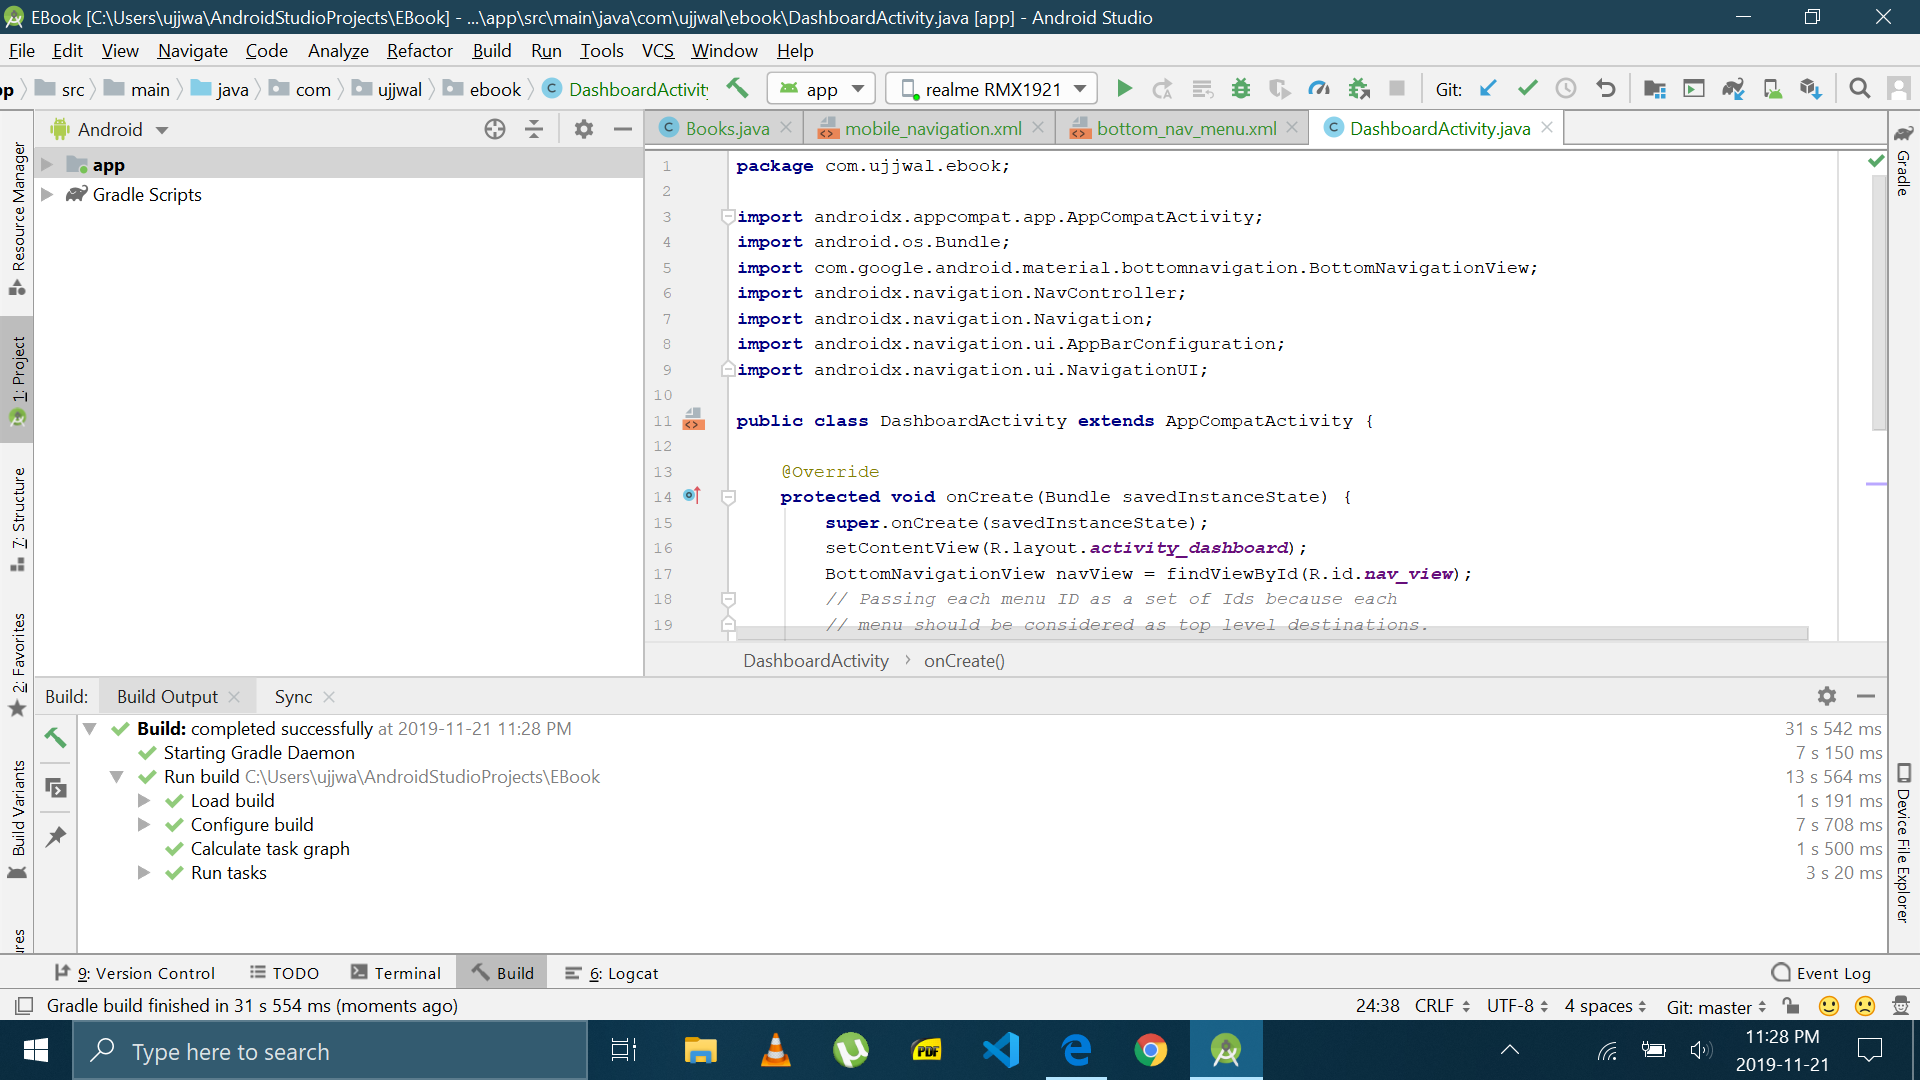 EBook [C:\Users\ujjwa\AndroidStudioProjects\EBook] - ...\app\src\main\java\com\ujjwal\ebook\DashboardActivity.java [app] - Android Studio
File Edit View Navigate Code Analyze Refactor Build Run Tools VCS Window Help
pp src main java com ujjwal ebook DashboardActivity app realme RMX1921 Git:
Android
Books.java mobile_navigation.xml bottom_nav_menu.xml DashboardActivity.java
app
Gradle Scripts
Resource Manager
1: Project
7: Structure
2: Favorites
Build Variants
ures
1 package com.ujjwal.ebook;
2
3 import androidx.appcompat.app.AppCompatActivity;
4 import android.os.Bundle;
5 import com.google.android.material.bottomnavigation.BottomNavigationView;
6 import androidx.navigation.NavController;
7 import androidx.navigation.Navigation;
8 import androidx.navigation.ui.AppBarConfiguration;
9 import androidx.navigation.ui.NavigationUI;
10
11 public class DashboardActivity extends AppCompatActivity {
12
13 @Override
14 protected void onCreate(Bundle savedInstanceState) {
15 super.onCreate(savedInstanceState);
16 setContentView(R.layout.activity_dashboard);
17 BottomNavigationView navView = findViewById(R.id.nav_view);
18 // Passing each menu ID as a set of Ids because each
19 // menu should be considered as top level destinations.
DashboardActivity › onCreate()
Gradle
Device File Explorer
Build: Build Output Sync
Build: completed successfully at 2019-11-21 11:28 PM 31 s 542 ms
Starting Gradle Daemon 7 s 150 ms
Run build C:\Users\ujjwa\AndroidStudioProjects\EBook 13 s 564 ms
Load build 1 s 191 ms
Configure build 7 s 708 ms
Calculate task graph 1 s 500 ms
Run tasks 3 s 20 ms
9: Version Control TODO Terminal Build 6: Logcat Event Log
Gradle build finished in 31 s 554 ms (moments ago) 24:38 CRLF UTF-8 4 spaces Git: master
Type here to search
PDF
11:28 PM
2019-11-21